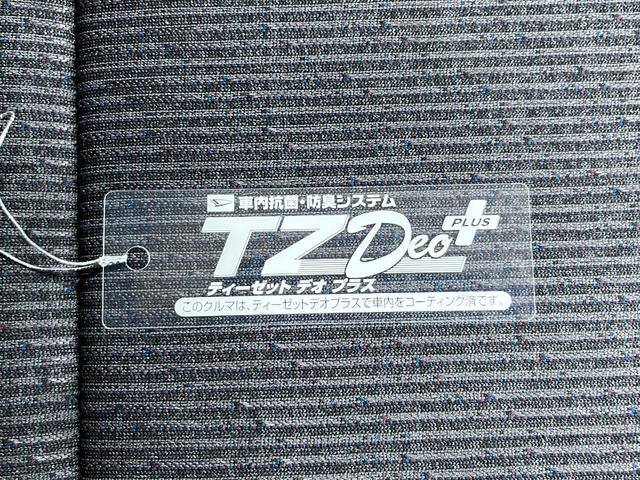 車内抗菌・防臭システム
TZ Deo PLUS
ティーゼット デオ プラス
このクルマは、ティーゼットデオプラスで車内をコーティング済です。